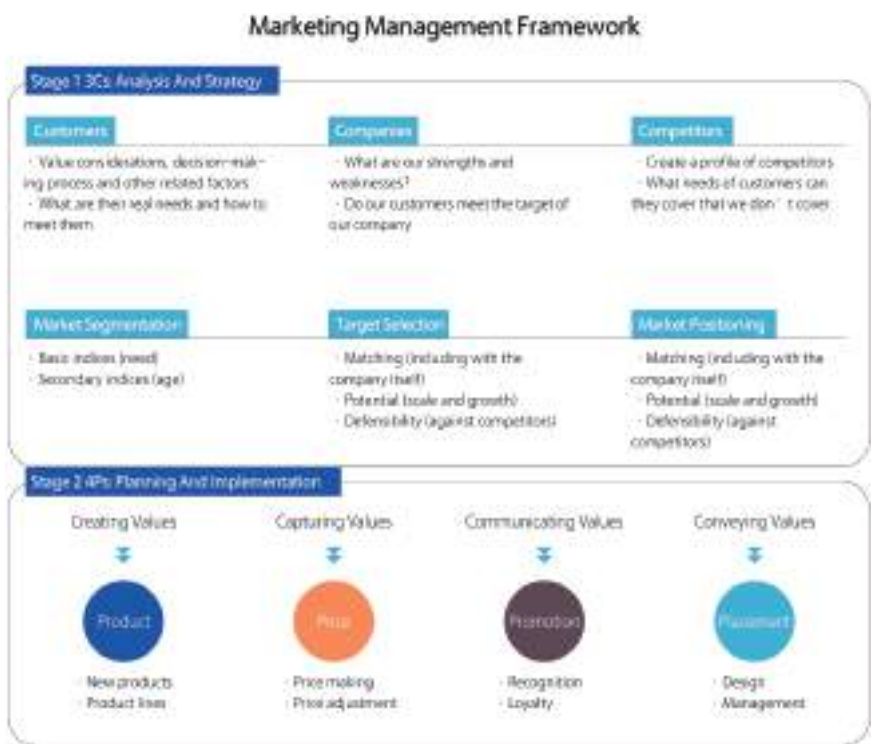 Marketing Management Framework
Stage 1 3Cs: Analysis And Strategy
Customers
· Value considerations, decision-mak-
ing process and other related factors
· What are their real needs and how to
meet them
Companies
· What are our strengths and
weaknesses?
· Do our customers meet the target of
our company
Competitors
· Create a profile of competitors
· What needs of customers can
they cover that we don't cover
Market Segmentation
· Basic indices (need)
· Secondary indices (age)
Target Selection
· Matching (including with the
company itself)
· Potential (scale and growth)
· Defensibility (against competitors)
Market Positioning
· Matching (including with the
company itself)
· Potential (scale and growth)
· Defensibility (against
competitors)
Stage 2 4Ps: Planning And Implementation
Creating Values
Product
· New products
· Product lines
Capturing Values
Price
· Price making
· Price adjustment
Communicating Values
Promotion
· Recognition
· Loyalty
Conveying Values
Placement
· Design
· Management